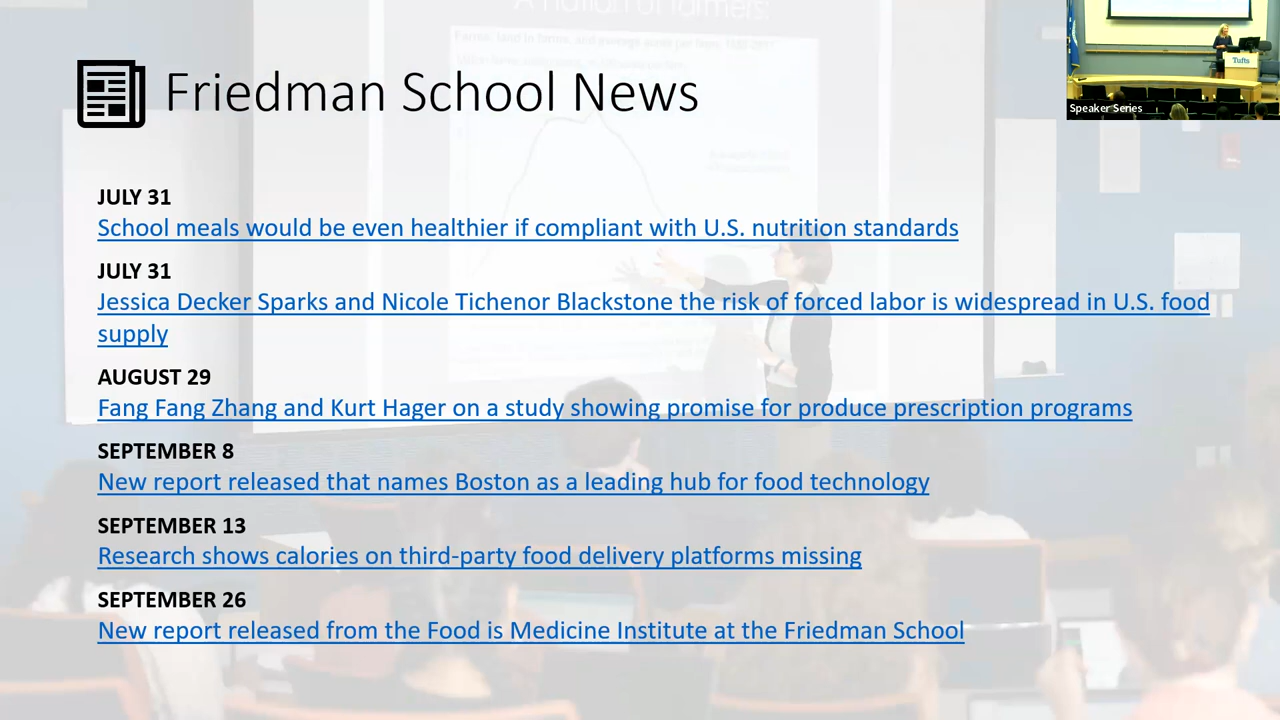 A nation of farmers:
Friedman School News
Speaker Series
Tufts
JULY 31
School meals would be even healthier if compliant with U.S. nutrition standards
JULY 31
Jessica Decker Sparks and Nicole Tichenor Blackstone the risk of forced labor is widespread in U.S. food
supply
AUGUST 29
Fang Fang Zhang and Kurt Hager on a study showing promise for produce prescription programs
SEPTEMBER 8
New report released that names Boston as a leading hub for food technology
SEPTEMBER 13
Research shows calories on third-party food delivery platforms missing
SEPTEMBER 26
New report released from the Food is Medicine Institute at the Friedman School